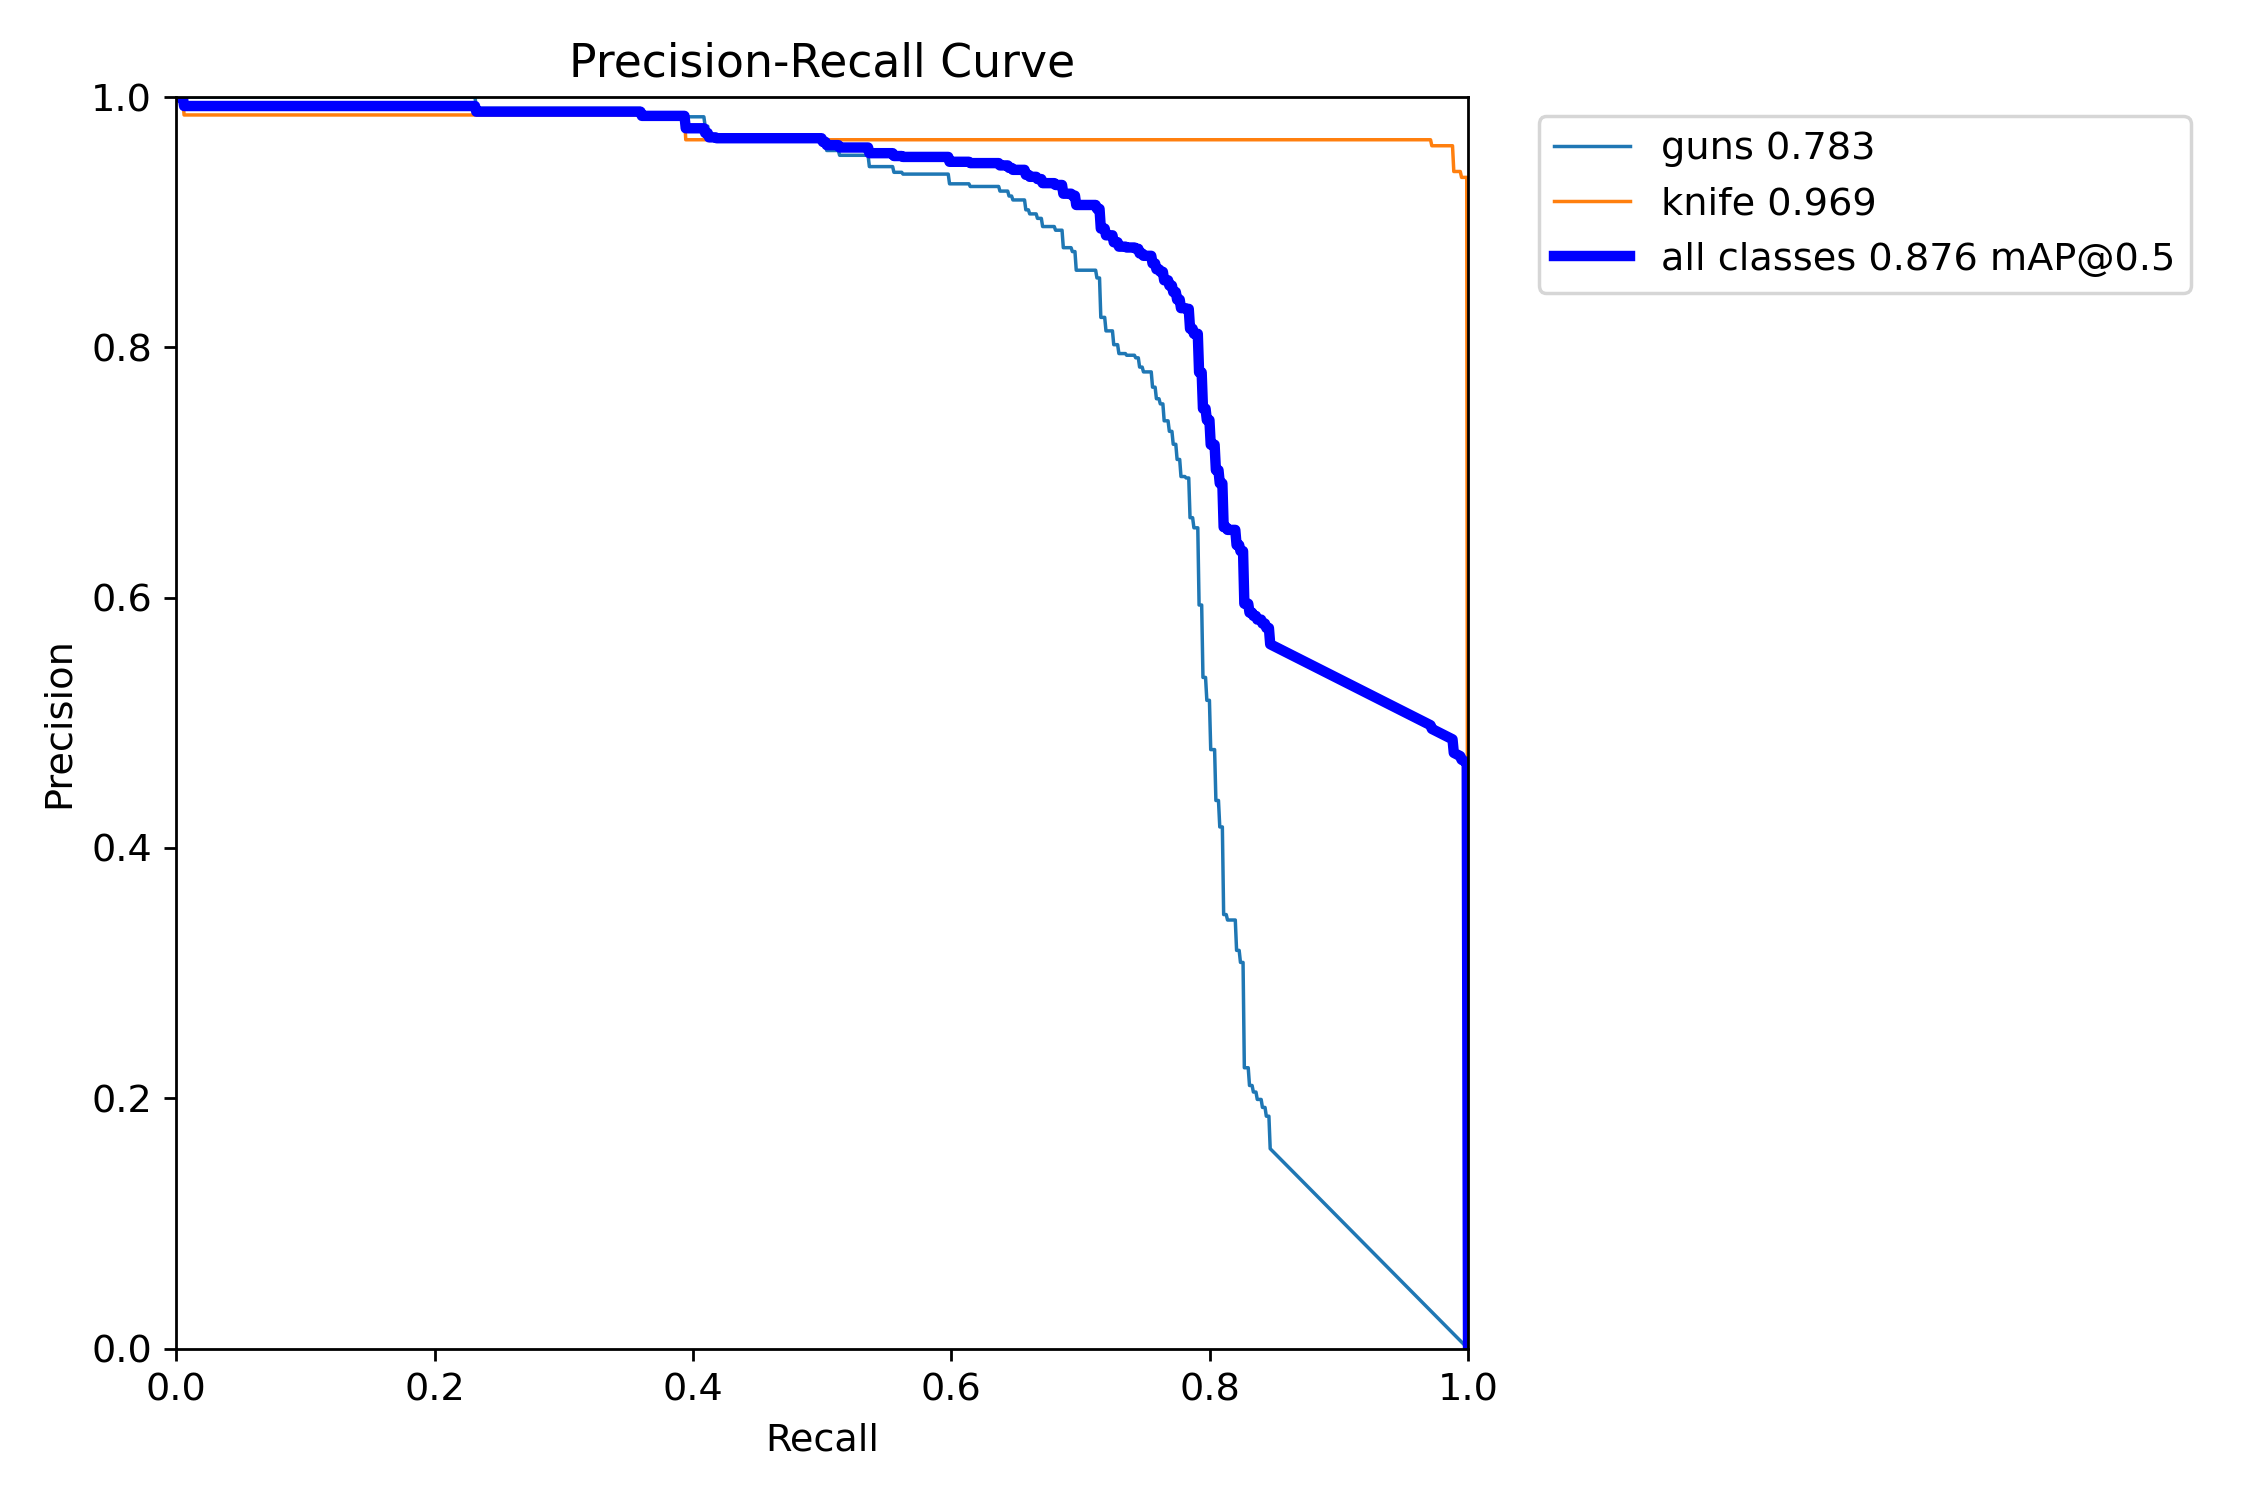 Precision-Recall Curve
1.0
0.8
0.6
0.4
0.2
0.0
Precision
0.0 0.2 0.4 0.6 0.8 1.0
Recall
guns 0.783
knife 0.969
all classes 0.876 mAP@0.5